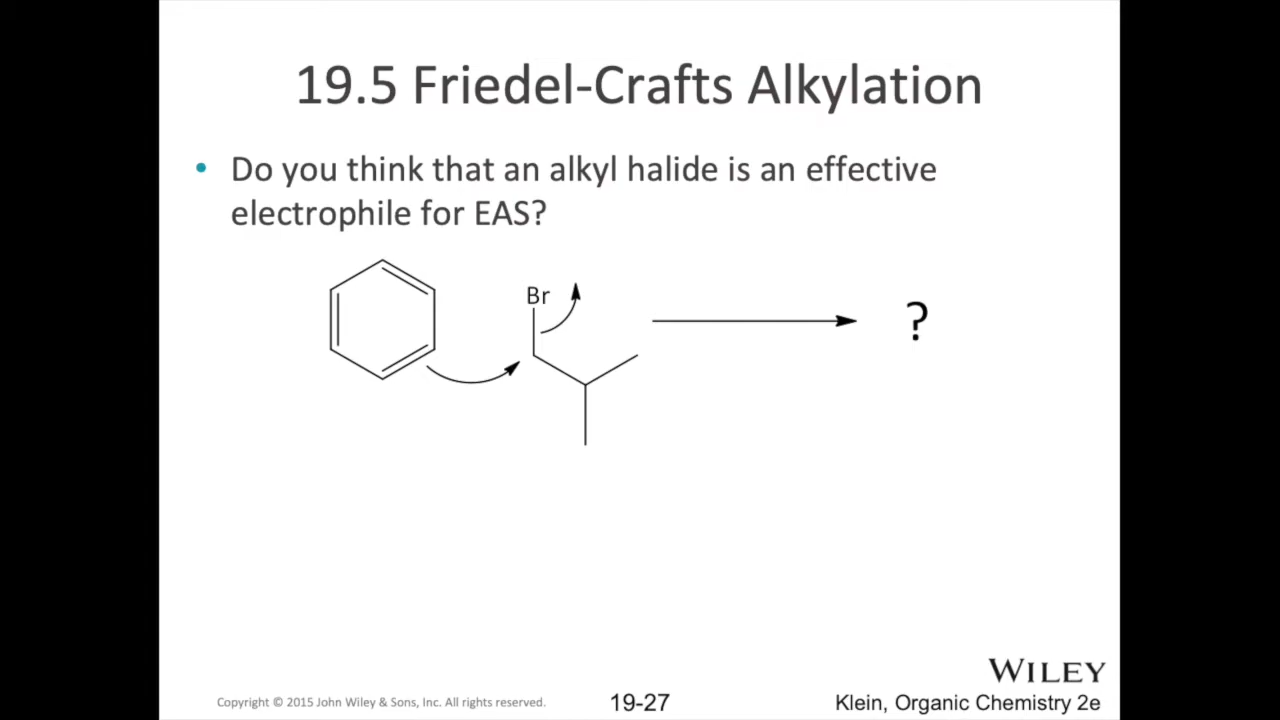 19.5 Friedel-Crafts Alkylation
• Do you think that an alkyl halide is an effective
electrophile for EAS?
Br
?
WILEY
Copyright © 2015 John Wiley & Sons, Inc. All rights reserved.
19-27
Klein, Organic Chemistry 2e